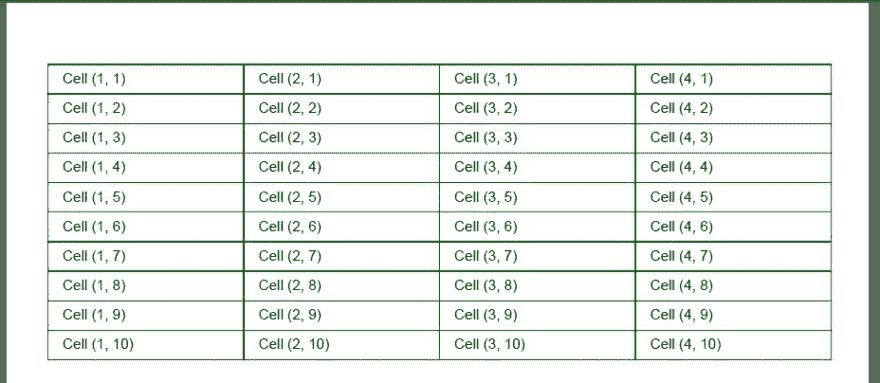 Cell (1, 1) Cell (2, 1) Cell (3, 1) Cell (4, 1)
Cell (1, 2) Cell (2, 2) Cell (3, 2) Cell (4, 2)
Cell (1, 3) Cell (2, 3) Cell (3, 3) Cell (4, 3)
Cell (1, 4) Cell (2, 4) Cell (3, 4) Cell (4, 4)
Cell (1, 5) Cell (2, 5) Cell (3, 5) Cell (4, 5)
Cell (1, 6) Cell (2, 6) Cell (3, 6) Cell (4, 6)
Cell (1, 7) Cell (2, 7) Cell (3, 7) Cell (4, 7)
Cell (1, 8) Cell (2, 8) Cell (3, 8) Cell (4, 8)
Cell (1, 9) Cell (2, 9) Cell (3, 9) Cell (4, 9)
Cell (1, 10) Cell (2, 10) Cell (3, 10) Cell (4, 10)